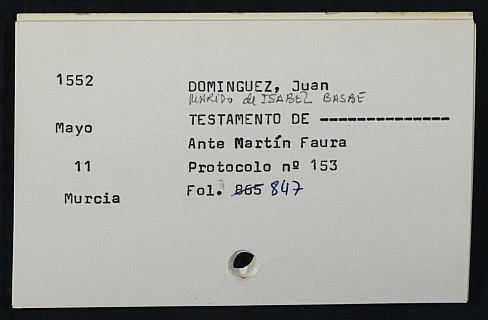 1552
DOMINGUEZ, Juan
MARIDO de ISABEL BASBE
Mayo
TESTAMENTO DE ---------------
Ante Martín Faura
11
Protocolo nº 153
Murcia
Fol. 865 847